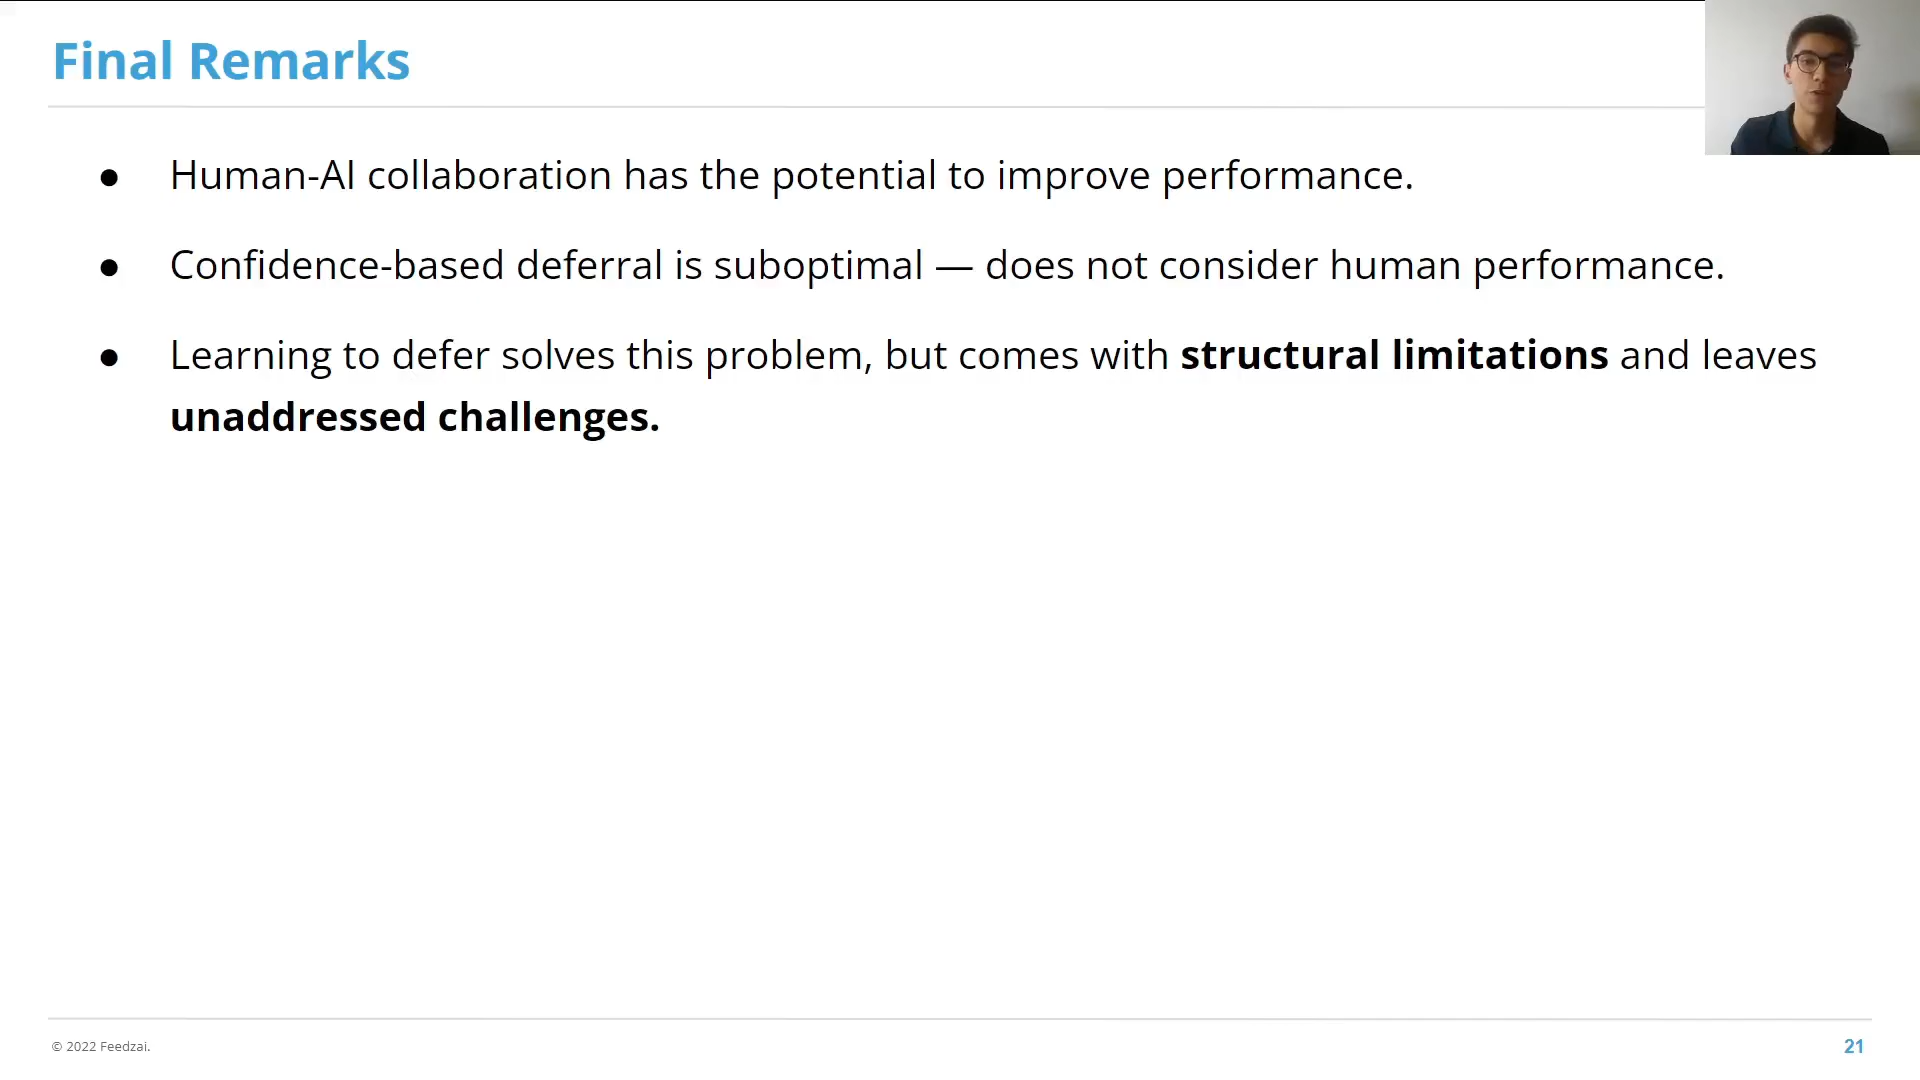 Final Remarks
● Human-AI collaboration has the potential to improve performance.
● Confidence-based deferral is suboptimal — does not consider human performance.
● Learning to defer solves this problem, but comes with structural limitations and leaves
unaddressed challenges.
© 2022 Feedzai.
21